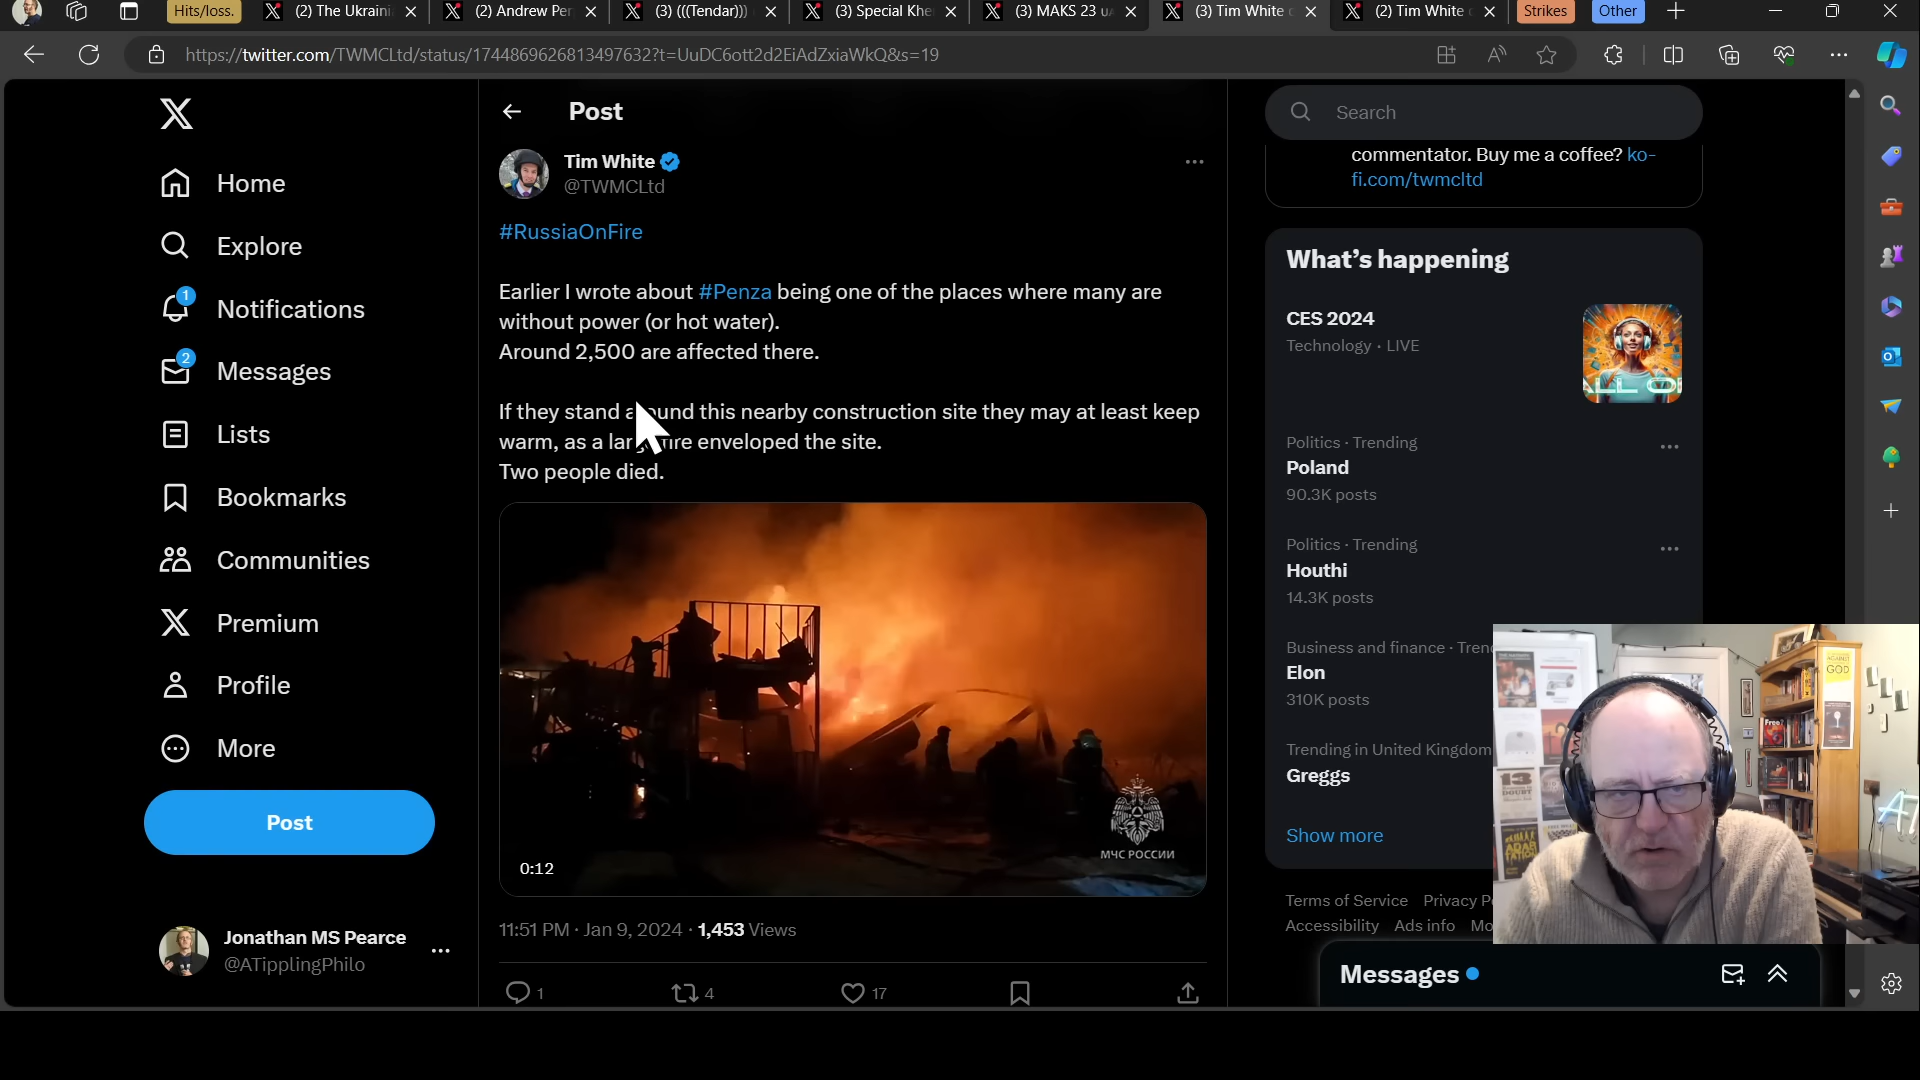 Hits/loss.
(2) The Ukraini
(2) Andrew Per
(3) (((Tendar)))
(3) Special Khe
(3) MAKS 23
(3) Tim White
(2) Tim White
Strikes
Other
https://twitter.com/TWMCLtd/status/1744869626813497632?t=UuDC6ott2d2EiAdZxiaWkQ&s=19
Home
Explore
1
Notifications
2
Messages
Lists
Bookmarks
Communities
Premium
Profile
More
Post
Jonathan MS Pearce
@ATipplingPhilo
Post
Tim White
@TWMCLtd
#RussiaOnFire
Earlier I wrote about #Penza being one of the places where many are
without power (or hot water).
Around 2,500 are affected there.
If they stand around this nearby construction site they may at least keep
warm, as a large fire enveloped the site.
Two people died.
МЧС РОССИИ
0:12
11:51 PM · Jan 9, 2024 · 1,453 Views
1
4
17
Search
commentator. Buy me a coffee? ko-
fi.com/twmcltd
What's happening
CES 2024
Technology · LIVE
Politics · Trending
Poland
90.3K posts
Politics · Trending
Houthi
14.3K posts
Business and finance · Tren
Elon
310K posts
Trending in United Kingdom
Greggs
Show more
Terms of Service Privacy P
Accessibility Ads info Mo
Messages
GOD
Free?